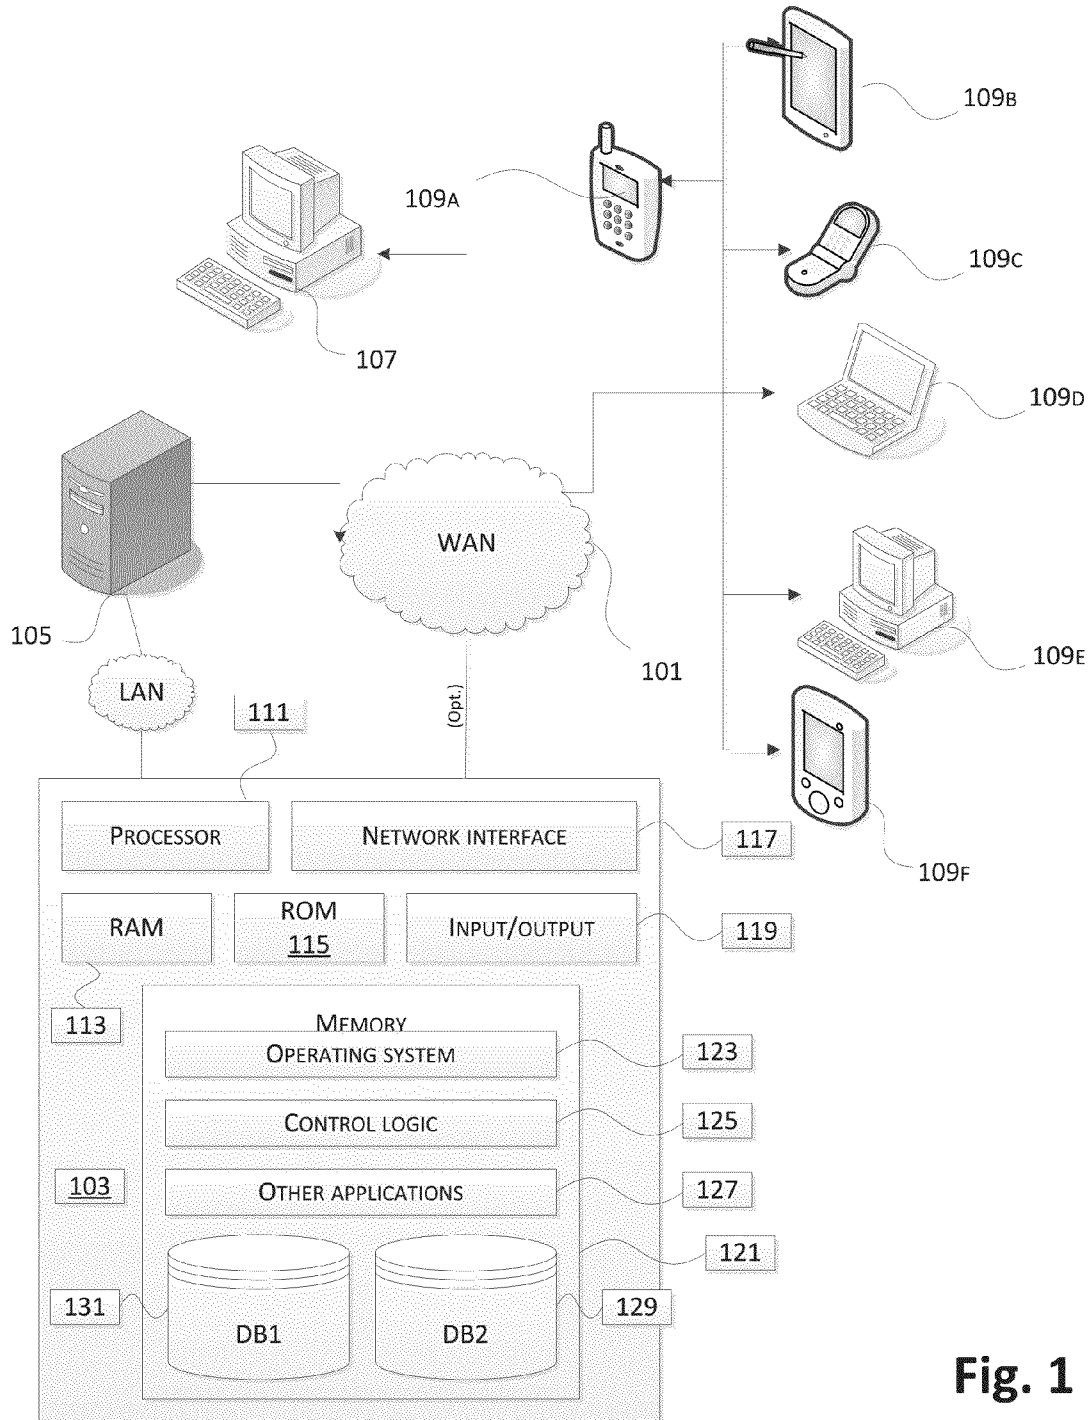 109B
109A
109C
107
109D
WAN
105
101
109E
LAN
(Opt.)
111
PROCESSOR
NETWORK INTERFACE
117
109F
RAM
ROM
115
INPUT/OUTPUT
119
113
MEMORY
OPERATING SYSTEM
123
CONTROL LOGIC
125
103
OTHER APPLICATIONS
127
121
131
DB1
DB2
129
Fig. 1